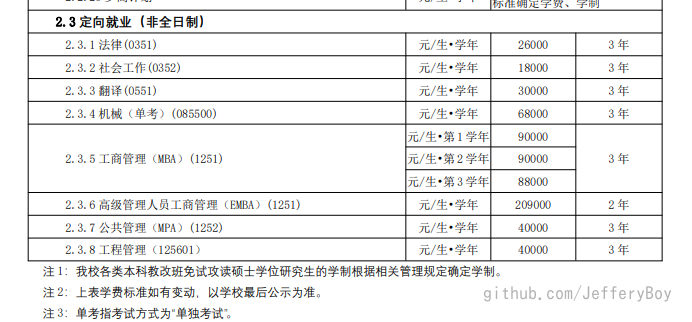 标准确定学费、学制
2.3 定向就业（非全日制）
2.3.1 法律(0351) 元/生•学年 26000 3 年
2.3.2 社会工作(0352) 元/生•学年 18000 3 年
2.3.3 翻译(0551) 元/生•学年 30000 3 年
2.3.4 机械（单考）(085500) 元/生•学年 68000 3 年
元/生•第 1 学年 90000
2.3.5 工商管理（MBA）(1251) 元/生•第 2 学年 90000 3 年
元/生•第 3 学年 88000
2.3.6 高级管理人员工商管理（EMBA）(1251) 元/生•学年 209000 2 年
2.3.7 公共管理（MPA）(1252) 元/生•学年 40000 3 年
2.3.8 工程管理（125601） 元/生•学年 40000 3 年
注 1：我校各类本科教改班免试攻读硕士学位研究生的学制根据相关管理规定确定学制。
注 2：上表学费标准如有变动，以学校最后公示为准。
github.com/JefferyBoy
注 3：单考指考试方式为“单独考试”。